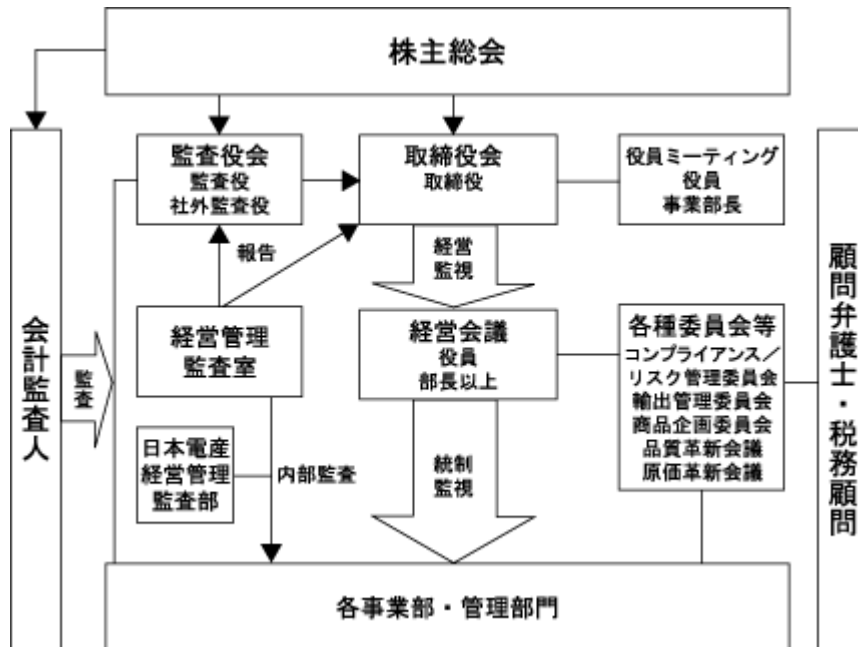 株主総会
監査役会
監査役
社外監査役
取締役会
取締役
役員ミーティング
役員
事業部長
報告
経営
監視
会計監査人
監査
経営管理
監査室
経営会議
役員
部長以上
各種委員会等
コンプライアンス／
リスク管理委員会
輸出管理委員会
商品企画委員会
品質革新会議
原価革新会議
顧問弁護士・税務顧問
日本電産
経営管理
監査部
内部監査
統制
監視
各事業部・管理部門